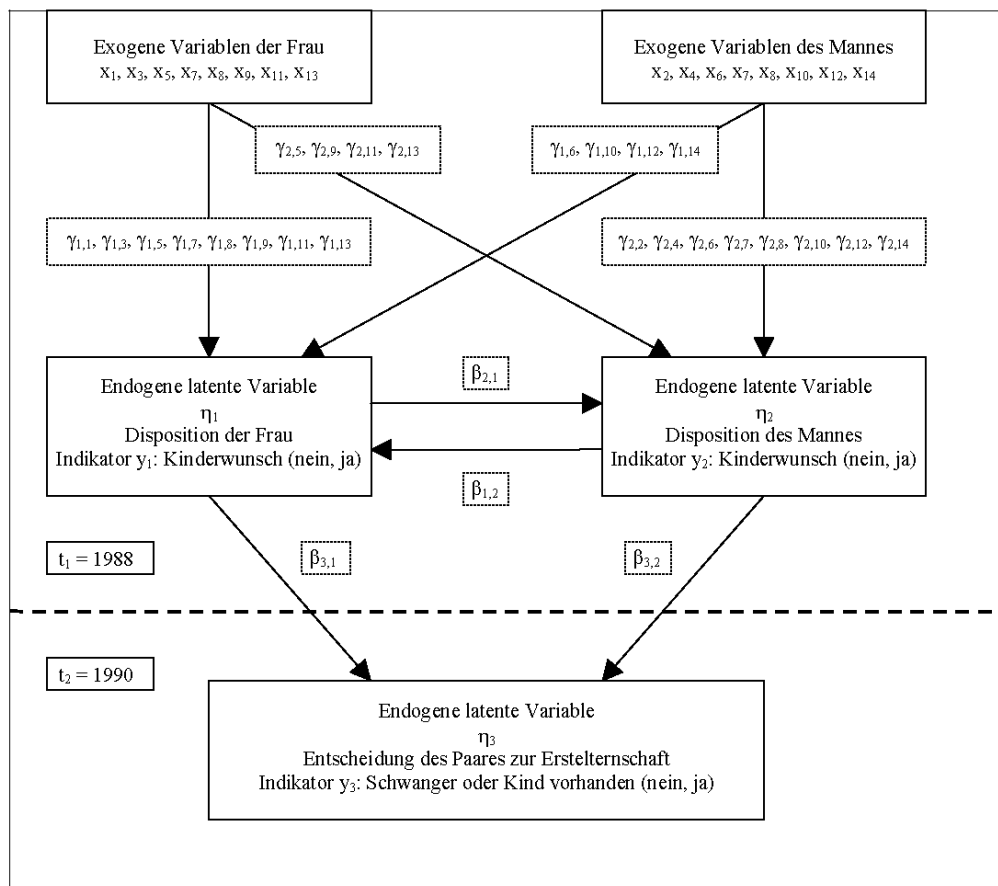 Exogene Variablen der Frau
x₁, x₃, x₅, x₇, x₈, x₉, x₁₁, x₁₃
Exogene Variablen des Mannes
x₂, x₄, x₆, x₇, x₈, x₁₀, x₁₂, x₁₄
γ₂,₅, γ₂,₉, γ₂,₁₁, γ₂,₁₃
γ₁,₆, γ₁,₁₀, γ₁,₁₂, γ₁,₁₄
γ₁,₁, γ₁,₃, γ₁,₅, γ₁,₇, γ₁,₈, γ₁,₉, γ₁,₁₁, γ₁,₁₃
γ₂,₂, γ₂,₄, γ₂,₆, γ₂,₇, γ₂,₈, γ₂,₁₀, γ₂,₁₂, γ₂,₁₄
Endogene latente Variable
η₁
Disposition der Frau
Indikator y₁: Kinderwunsch (nein, ja)
β₂,₁
β₁,₂
Endogene latente Variable
η₂
Disposition des Mannes
Indikator y₂: Kinderwunsch (nein, ja)
t₁ = 1988
β₃,₁
β₃,₂
t₂ = 1990
Endogene latente Variable
η₃
Entscheidung des Paares zur Erstelternschaft
Indikator y₃: Schwanger oder Kind vorhanden (nein, ja)